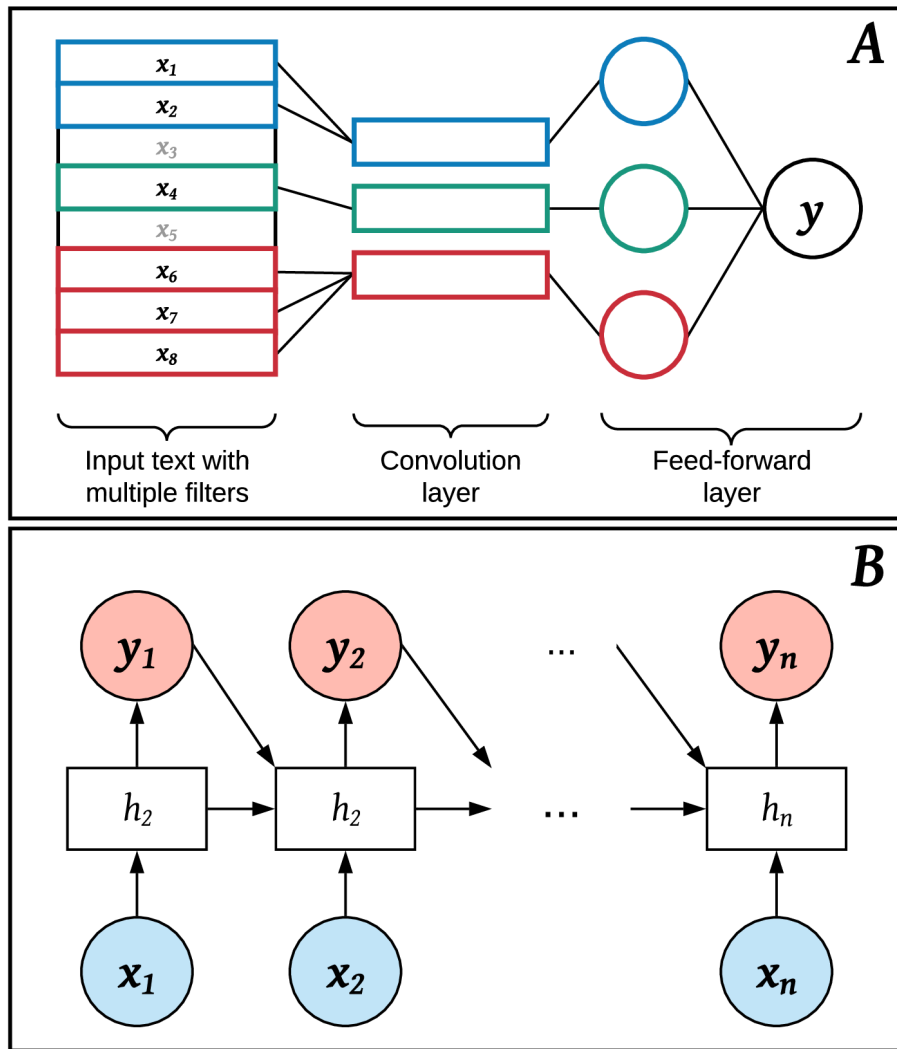 A
x₁
x₂
x₃
x₄
x₅
x₆
x₇
x₈
y
Input text with
multiple filters
Convolution
layer
Feed-forward
layer
B
y₁ y₂ ... yₙ
h₂ h₂ ... hₙ
x₁ x₂ xₙ